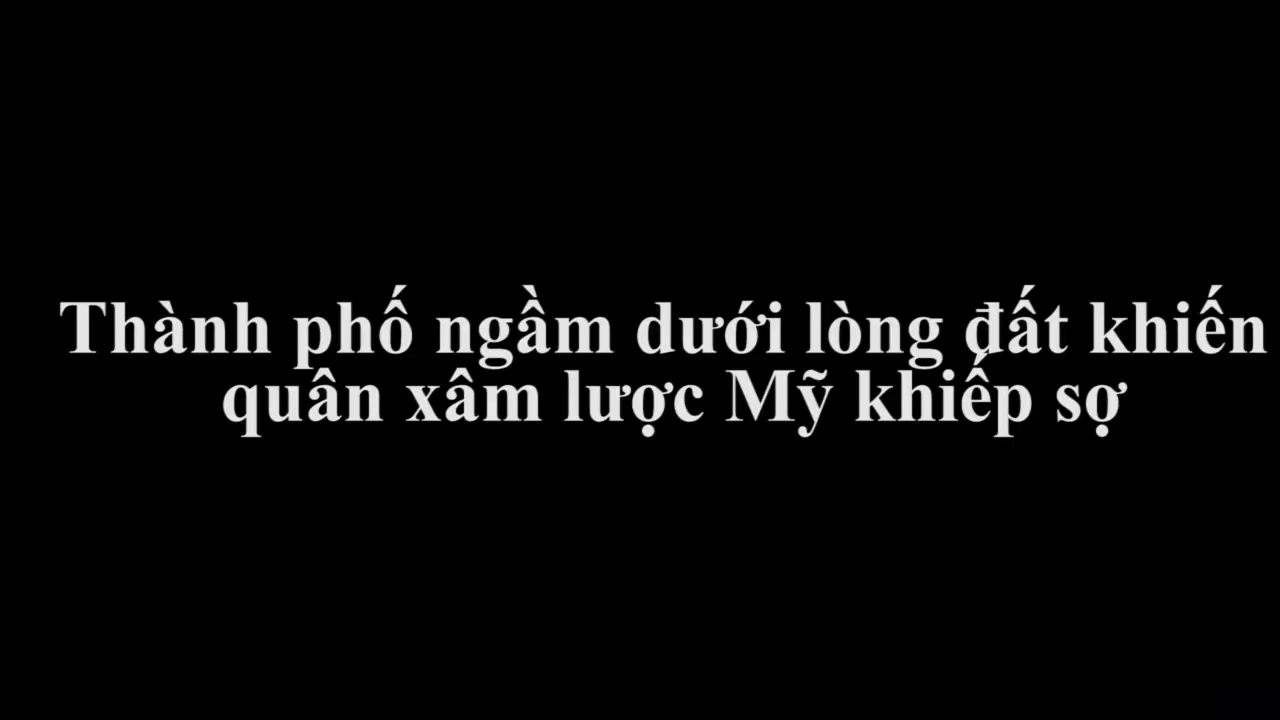 Thành phố ngầm dưới lòng đất khiến
quân xâm lược Mỹ khiếp sợ